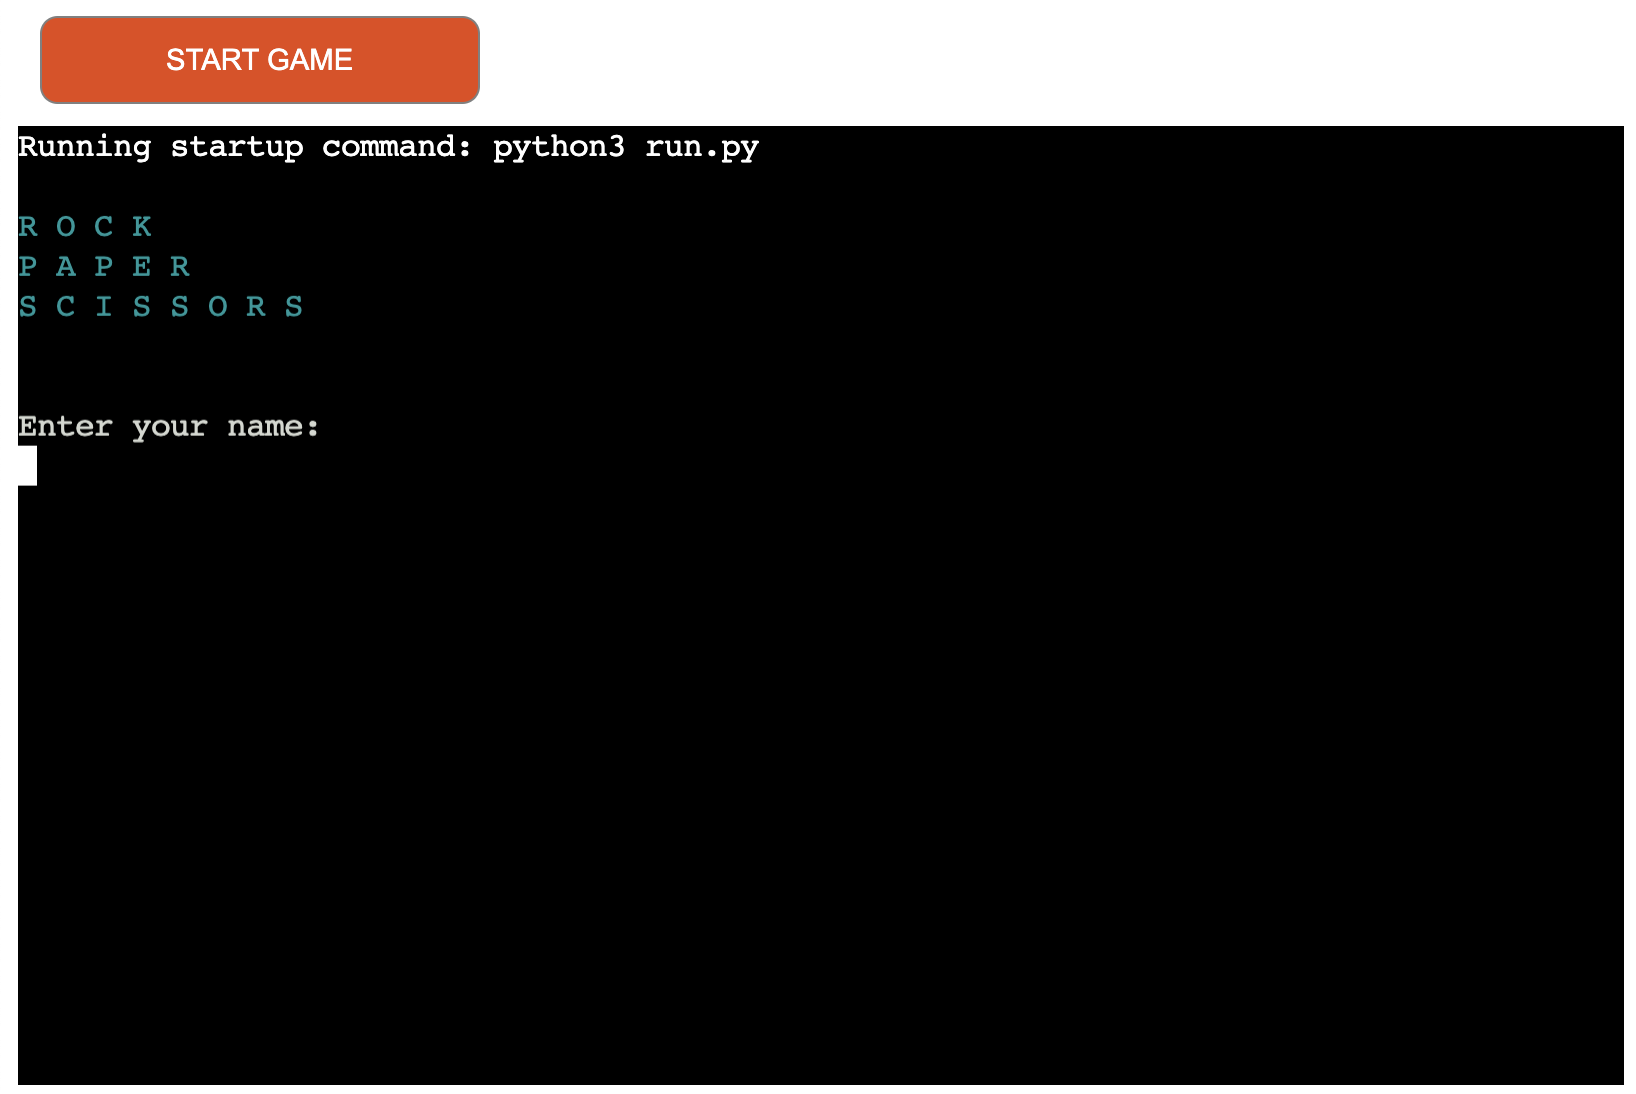 START GAME
Running startup command: python3 run.py
R O C K
P A P E R
S C I S S O R S
Enter your name: